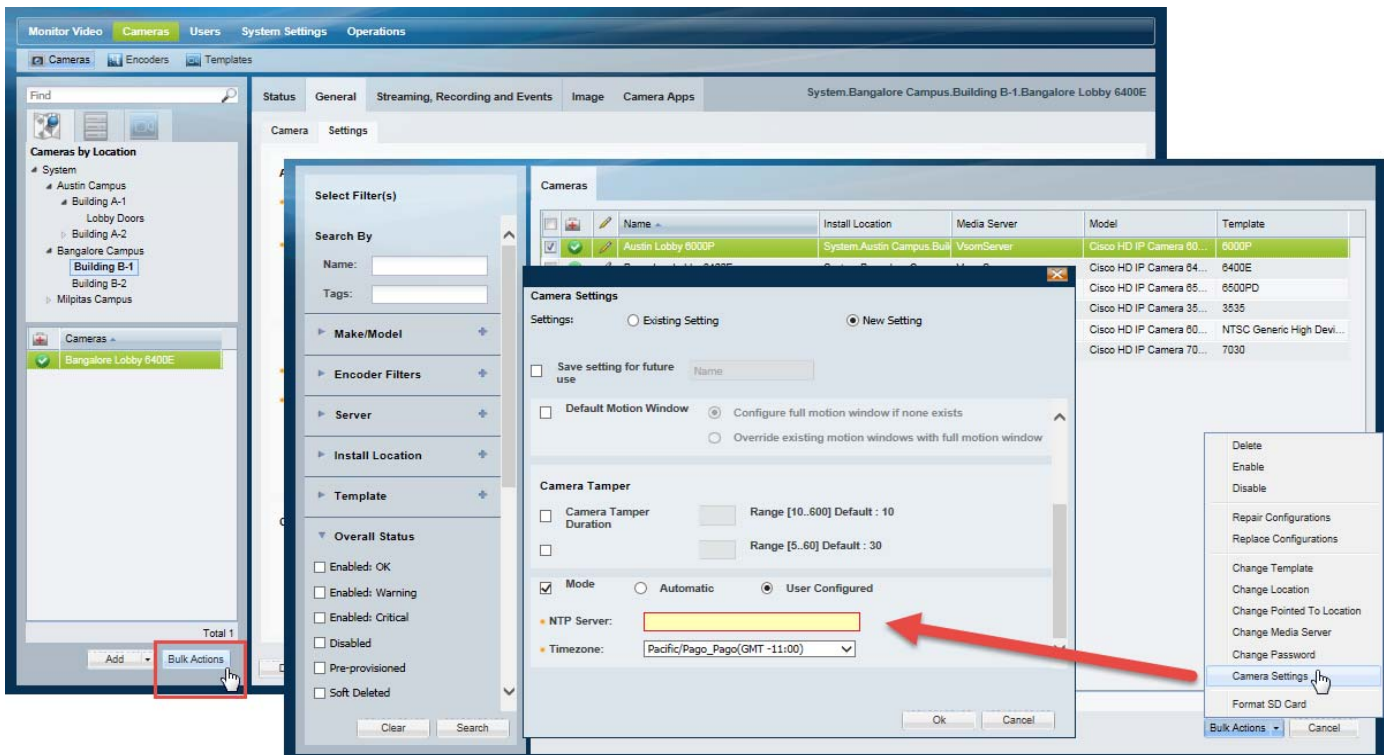 Monitor Video Cameras Users System Settings Operations
Cameras Encoders Templates
Find
Status General Streaming, Recording and Events Image Camera Apps System.Bangalore Campus.Building B-1.Bangalore Lobby 6400E
Camera Settings
Cameras by Location
System
Austin Campus
Building A-1
Lobby Doors
Building A-2
Bangalore Campus
Building B-1
Building B-2
Milpitas Campus
Cameras
Bangalore Lobby 6400E
Total 1
Add Bulk Actions
Select Filter(s)
Search By
Name:
Tags:
Make/Model
Encoder Filters
Server
Install Location
Template
Overall Status
Enabled: OK
Enabled: Warning
Enabled: Critical
Disabled
Pre-provisioned
Soft Deleted
Clear Search
Cameras
Name Install Location Media Server Model Template
Austin Lobby 6000P System.Austin Campus.Buil VsomServer Cisco HD IP Camera 60... 6000P
Cisco HD IP Camera 64... 6400E
Cisco HD IP Camera 65... 6500PD
Cisco HD IP Camera 35... 3535
Cisco HD IP Camera 60... NTSC Generic High Devi...
Cisco HD IP Camera 70... 7030
Camera Settings
Settings: Existing Setting New Setting
Save setting for future use Name
Default Motion Window Configure full motion window if none exists
Override existing motion windows with full motion window
Camera Tamper
Camera Tamper Duration Range [10..600] Default : 10
Range [5..60] Default : 30
Mode Automatic User Configured
NTP Server:
Timezone: Pacific/Pago_Pago(GMT -11:00)
Ok Cancel
Delete
Enable
Disable
Repair Configurations
Replace Configurations
Change Template
Change Location
Change Pointed To Location
Change Media Server
Change Password
Camera Settings
Format SD Card
Bulk Actions Cancel